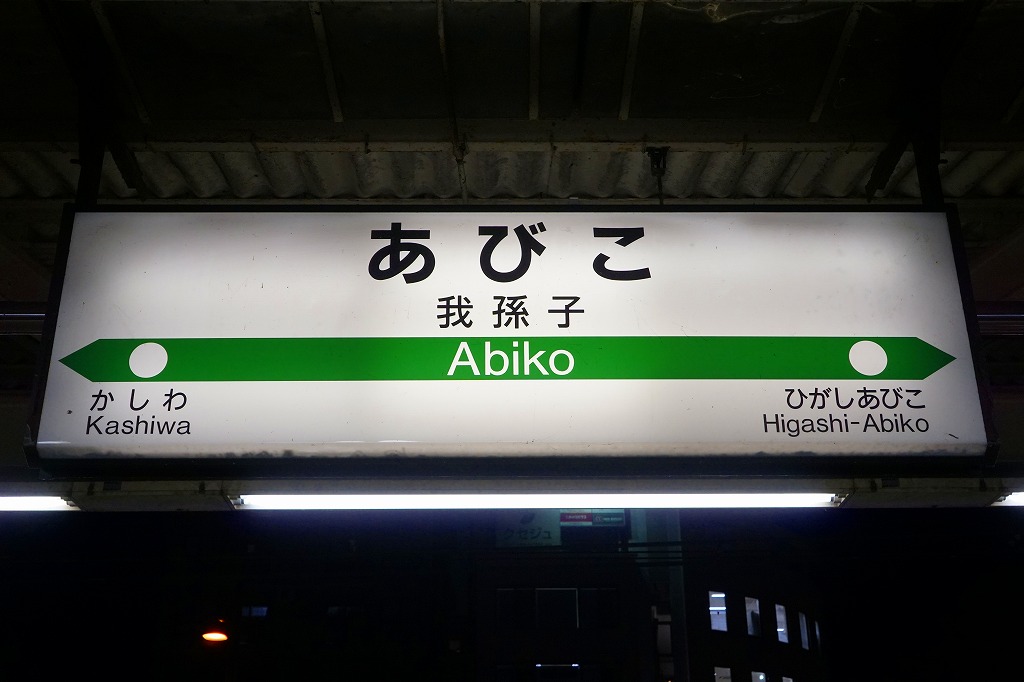 あびこ
我孫子
Abiko
かしわ
Kashiwa
ひがしあびこ
Higashi-Abiko